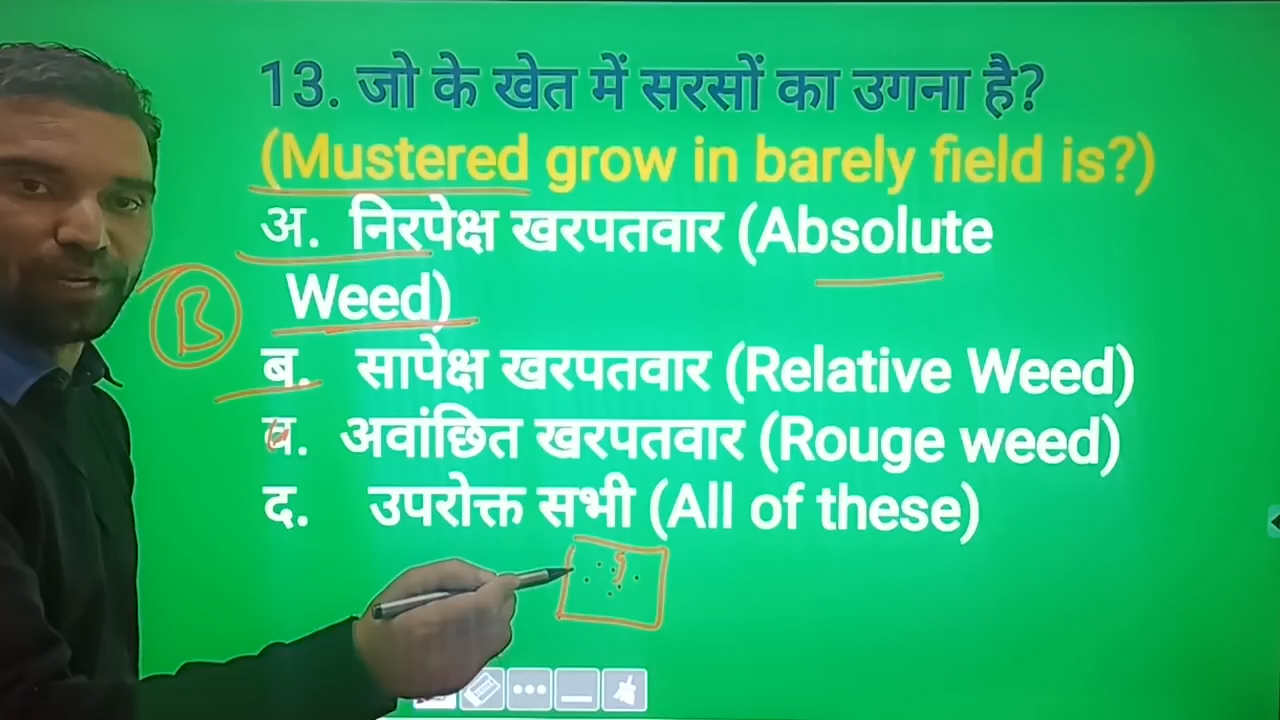 13. जो के खेत में सरसों का उगना है?
(Mustered grow in barely field is?)
अ. निरपेक्ष खरपतवार (Absolute
Weed)
B
ब. सापेक्ष खरपतवार (Relative Weed)
. अवांछित खरपतवार (Rouge weed)
द. उपरोक्त सभी (All of these)